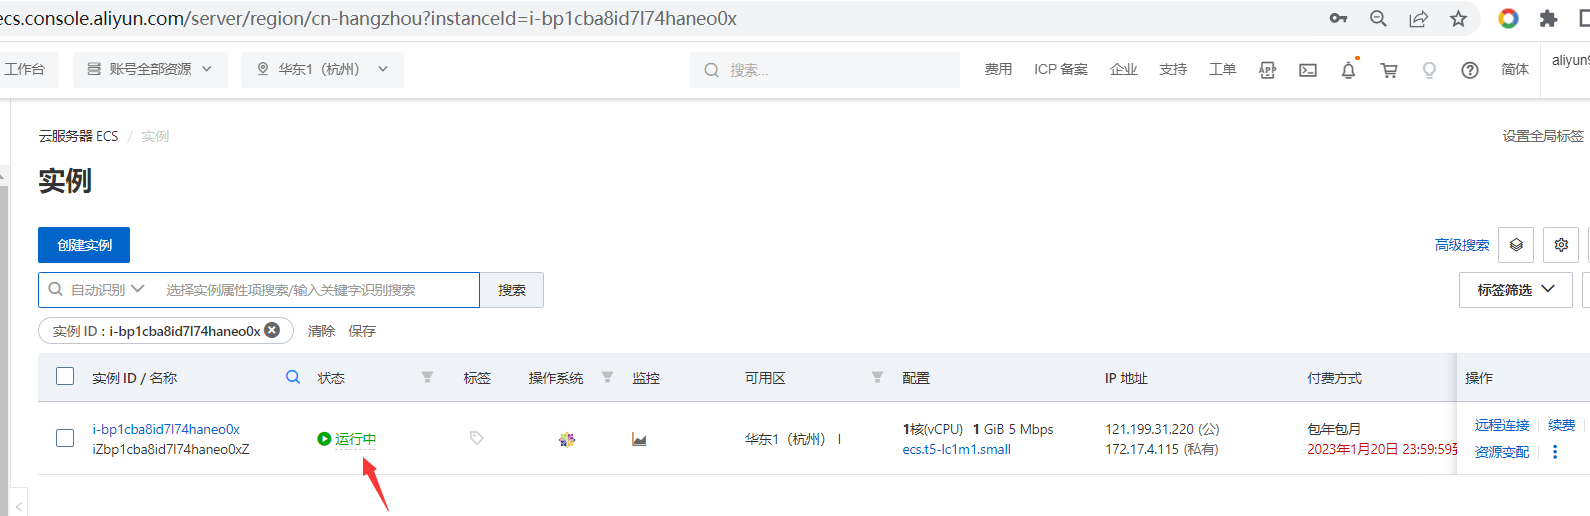 ecs.console.aliyun.com/server/region/cn-hangzhou?instanceId=i-bp1cba8id7l74haneo0x
工作台 账号全部资源 华东1（杭州） 搜索... 费用 ICP 备案 企业 支持 工单 APP 简体 aliyun9
云服务器 ECS / 实例 设置全局标签
实例
创建实例 高级搜索
自动识别 选择实例属性项搜索/输入关键字识别搜索 搜索 标签筛选
实例 ID : i-bp1cba8id7l74haneo0x 清除 保存
实例 ID / 名称 状态 标签 操作系统 监控 可用区 配置 IP 地址 付费方式 操作
i-bp1cba8id7l74haneo0x 运行中 华东1（杭州） I 1核(vCPU) 1 GiB 5 Mbps 121.199.31.220 (公) 包年包月 远程连接 续费
iZbp1cba8id7l74haneo0xZ ecs.t5-lc1m1.small 172.17.4.115 (私有) 2023年1月20日 23:59:59到 资源变配